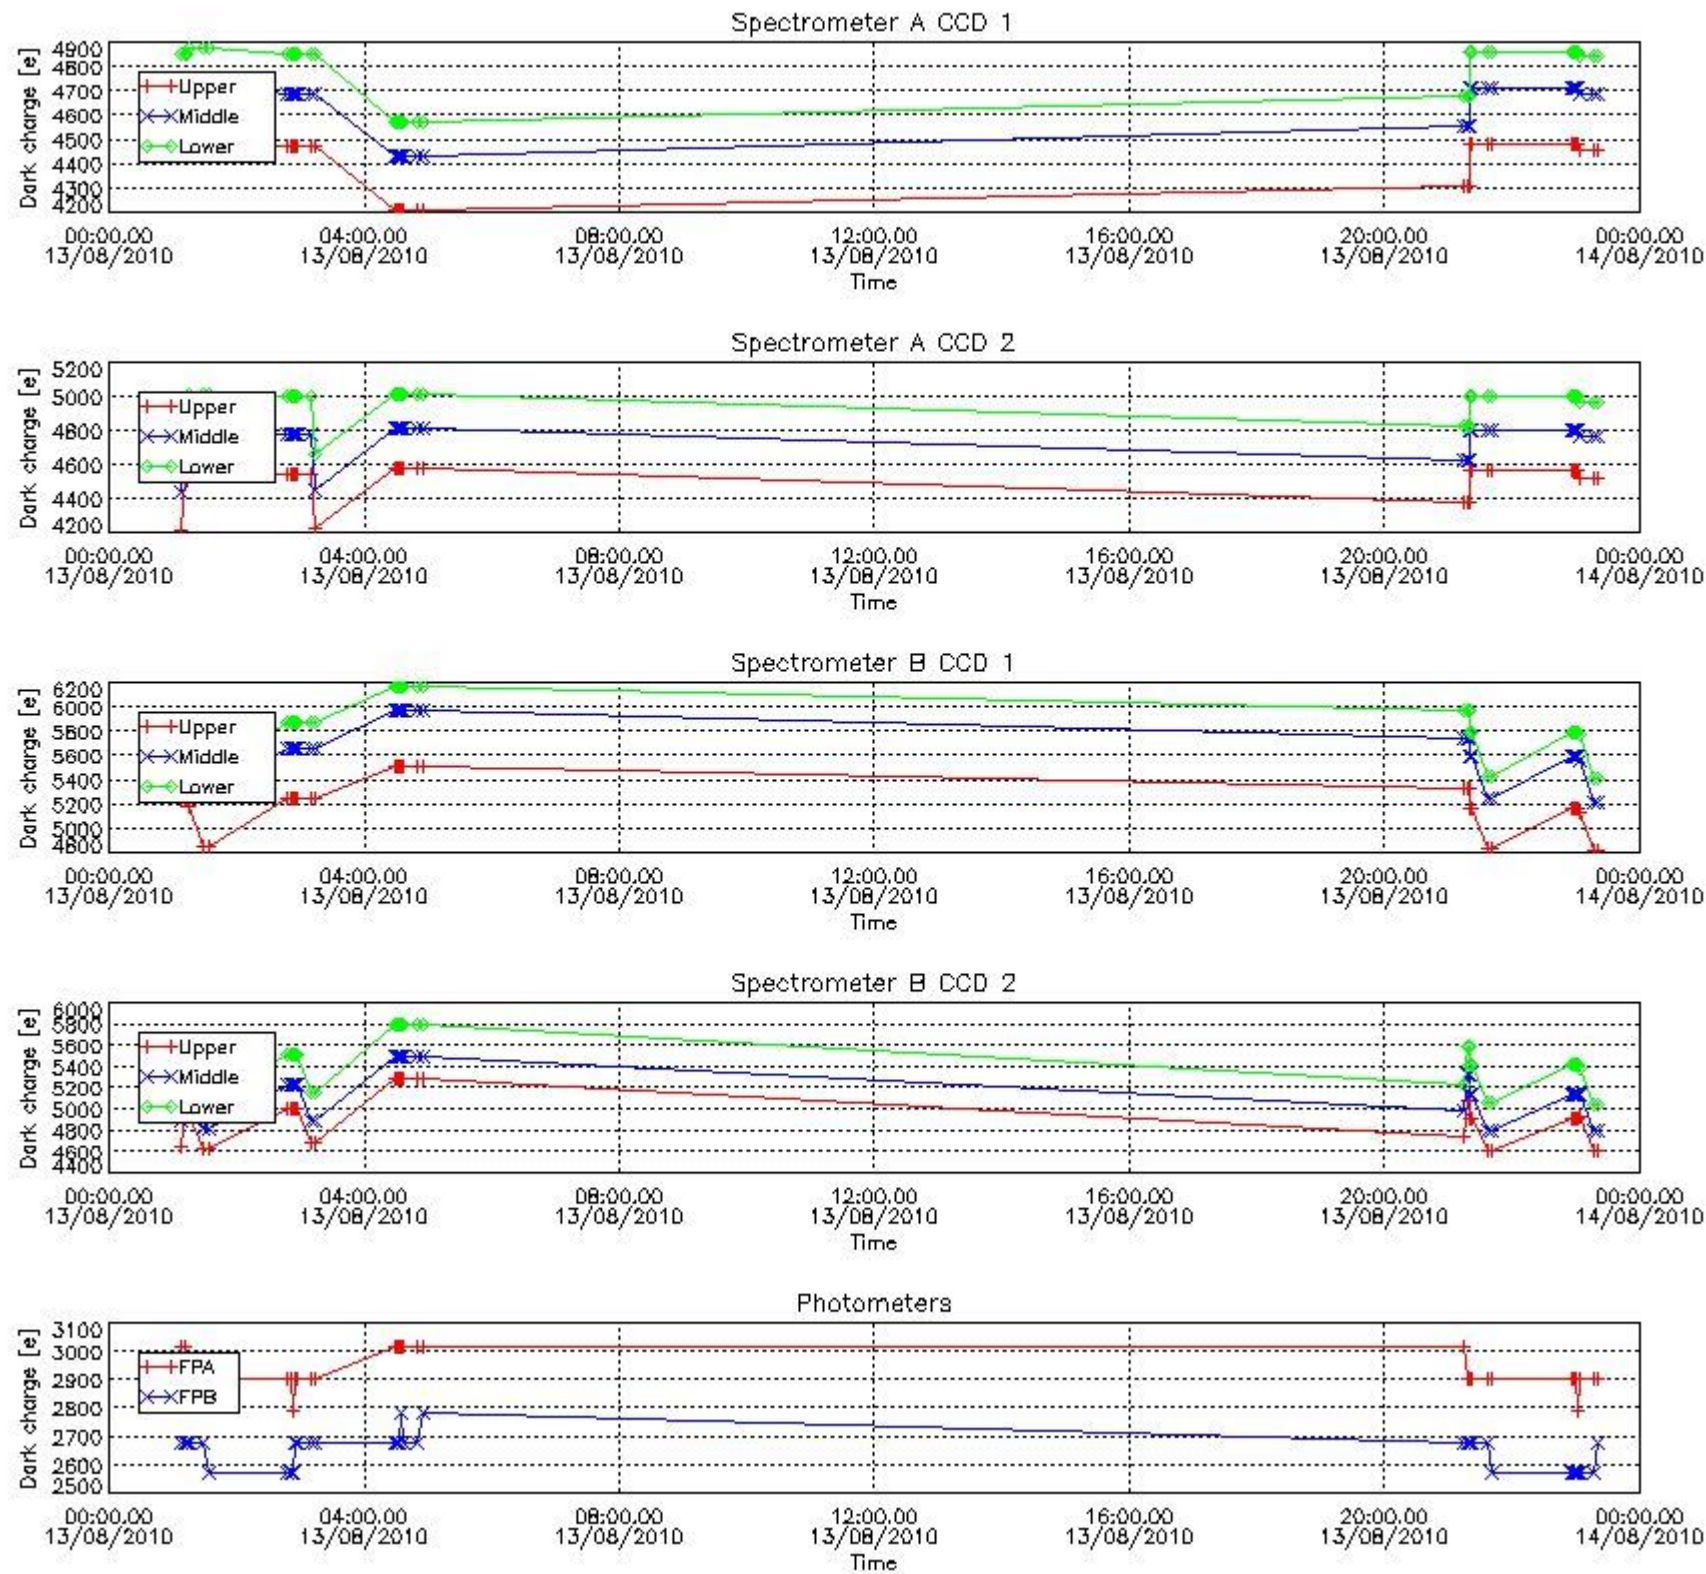 Spectrometer A CCD 1
Dark charge [e]
4900
4800
4700
4600
4500
4400
4300
4200
Upper
Middle
Lower
00:00.00 04:00.00 08:00.00 12:00.00 16:00.00 20:00.00 00:00.00
13/08/2010 13/08/2010 13/08/2010 13/08/2010 13/08/2010 13/08/2010 14/08/2010
Time
Spectrometer A CCD 2
Dark charge [e]
5200
5000
4800
4600
4400
4200
Upper
Middle
Lower
00:00.00 04:00.00 08:00.00 12:00.00 16:00.00 20:00.00 00:00.00
13/08/2010 13/08/2010 13/08/2010 13/08/2010 13/08/2010 13/08/2010 14/08/2010
Time
Spectrometer B CCD 1
Dark charge [e]
6200
6000
5800
5600
5400
5200
5000
4800
Upper
Middle
Lower
00:00.00 04:00.00 08:00.00 12:00.00 16:00.00 20:00.00 00:00.00
13/08/2010 13/08/2010 13/08/2010 13/08/2010 13/08/2010 13/08/2010 14/08/2010
Time
Spectrometer B CCD 2
Dark charge [e]
6000
5800
5600
5400
5200
5000
4800
4600
4400
Upper
Middle
Lower
00:00.00 04:00.00 08:00.00 12:00.00 16:00.00 20:00.00 00:00.00
13/08/2010 13/08/2010 13/08/2010 13/08/2010 13/08/2010 13/08/2010 14/08/2010
Time
Photometers
Dark charge [e]
3100
3000
2900
2800
2700
2600
2500
FPA
FPB
00:00.00 04:00.00 08:00.00 12:00.00 16:00.00 20:00.00 00:00.00
13/08/2010 13/08/2010 13/08/2010 13/08/2010 13/08/2010 13/08/2010 14/08/2010
Time